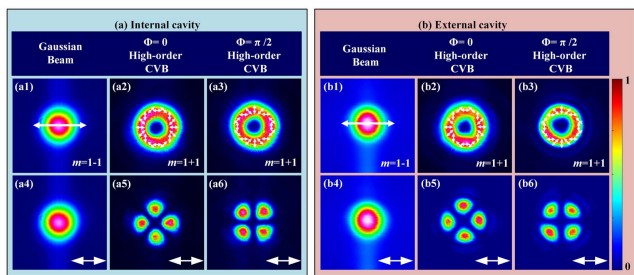 (a) Internal cavity
Gaussian Beam
Φ= 0 High-order CVB
Φ= π /2 High-order CVB
(a1)
m=1-1
(a2)
m=1+1
(a3)
m=1+1
(a4)
(a5)
(a6)
(b) External cavity
Gaussian Beam
Φ= 0 High-order CVB
Φ= π/2 High-order CVB
(b1)
m=1-1
(b2)
m=1+1
(b3)
m=1+1
(b4)
(b5)
(b6)
1
0